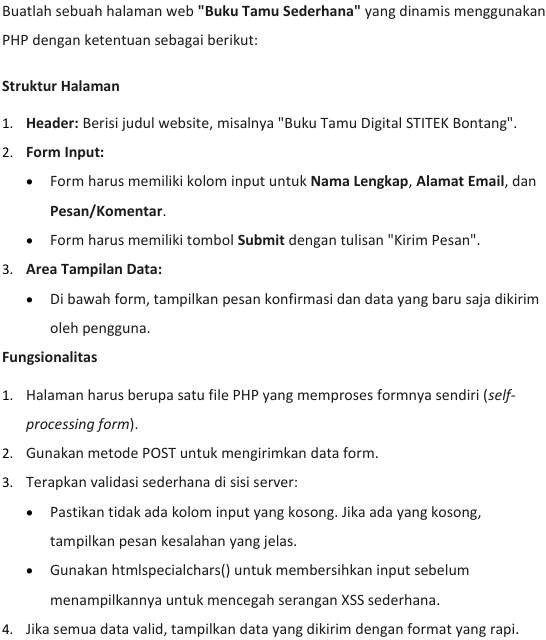 Buatlah sebuah halaman web "Buku Tamu Sederhana" yang dinamis menggunakan
PHP dengan ketentuan sebagai berikut:
Struktur Halaman
1. Header: Berisi judul website, misalnya "Buku Tamu Digital STITEK Bontang".
2. Form Input:
• Form harus memiliki kolom input untuk Nama Lengkap, Alamat Email, dan
Pesan/Komentar.
• Form harus memiliki tombol Submit dengan tulisan "Kirim Pesan".
3. Area Tampilan Data:
• Di bawah form, tampilkan pesan konfirmasi dan data yang baru saja dikirim
oleh pengguna.
Fungsionalitas
1. Halaman harus berupa satu file PHP yang memproses formnya sendiri (self-
processing form).
2. Gunakan metode POST untuk mengirimkan data form.
3. Terapkan validasi sederhana di sisi server:
• Pastikan tidak ada kolom input yang kosong. Jika ada yang kosong,
tampilkan pesan kesalahan yang jelas.
• Gunakan htmlspecialchars() untuk membersihkan input sebelum
menampilkannya untuk mencegah serangan XSS sederhana.
4. Jika semua data valid, tampilkan data yang dikirim dengan format yang rapi.